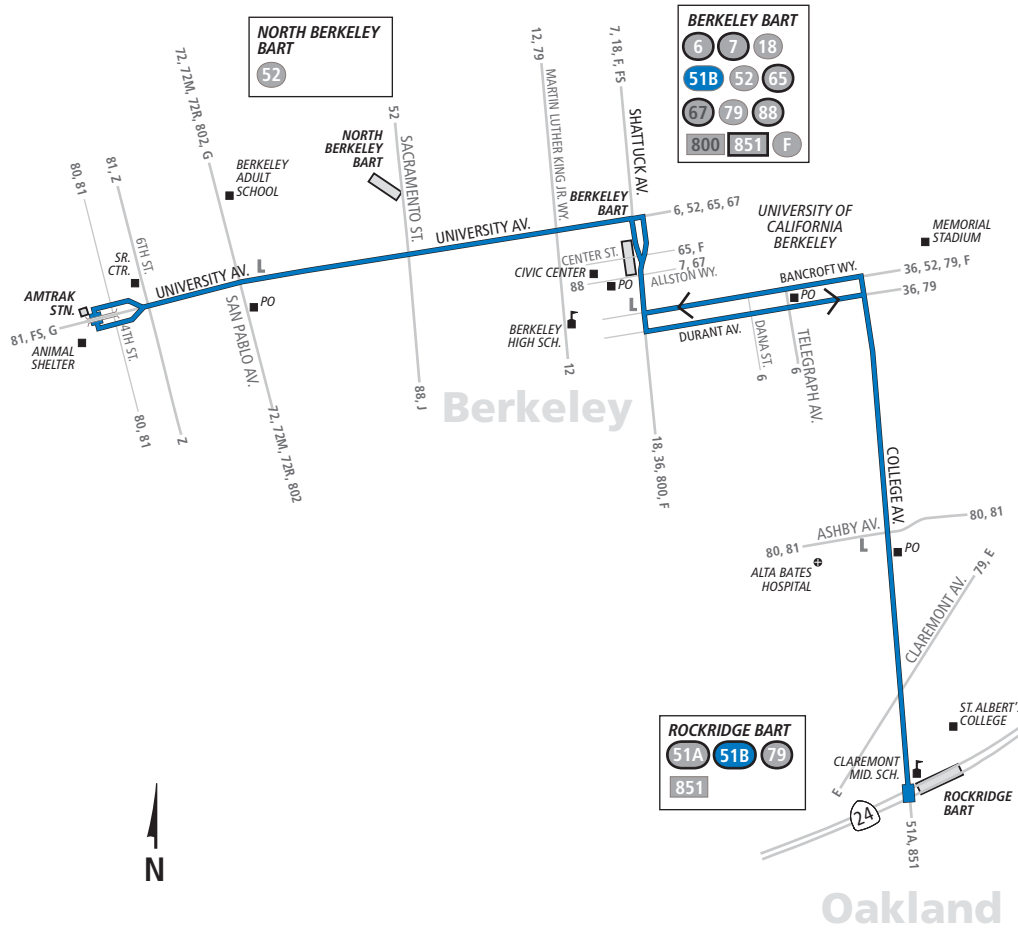 NORTH BERKELEY
BART
52
BERKELEY BART
6 7 18
51B 52 65
67 79 88
800 851 F
72, 72M, 72R, 802, G
12, 79
MARTIN LUTHER KING JR. WY.
7, 18, F, FS
SHATTUCK AV.
52
SACRAMENTO ST.
NORTH
BERKELEY
BART
80, 81
81, Z
6TH ST.
BERKELEY
ADULT
SCHOOL
BERKELEY
BART
6, 52, 65, 67
UNIVERSITY OF
CALIFORNIA
BERKELEY
MEMORIAL
STADIUM
UNIVERSITY AV.
CENTER ST.
65, F
7, 67
ALLSTON WY.
CIVIC CENTER
88
PO
L
BANCROFT WY.
36, 52, 79, F
36, 79
PO
DURANT AV.
SR.
CTR.
UNIVERSITY AV.
L
AMTRAK
STN.
81, FS, G
ANIMAL
SHELTER
4TH ST.
PO
SAN PABLO AV.
BERKELEY
HIGH SCH.
12
DANA ST.
6
TELEGRAPH AV.
6
80, 81
Z
72, 72M, 72R, 802
88, J
Berkeley
18, 36, 800, F
COLLEGE AV.
ASHBY AV.
80, 81
80, 81
L
PO
ALTA BATES
HOSPITAL
79, E
CLAREMONT AV.
E
ROCKRIDGE BART
51A 51B 79
851
ST. ALBERT'
COLLEGE
CLAREMONT
MID. SCH.
ROCKRIDGE
BART
24
51A, 851
N
Oakland